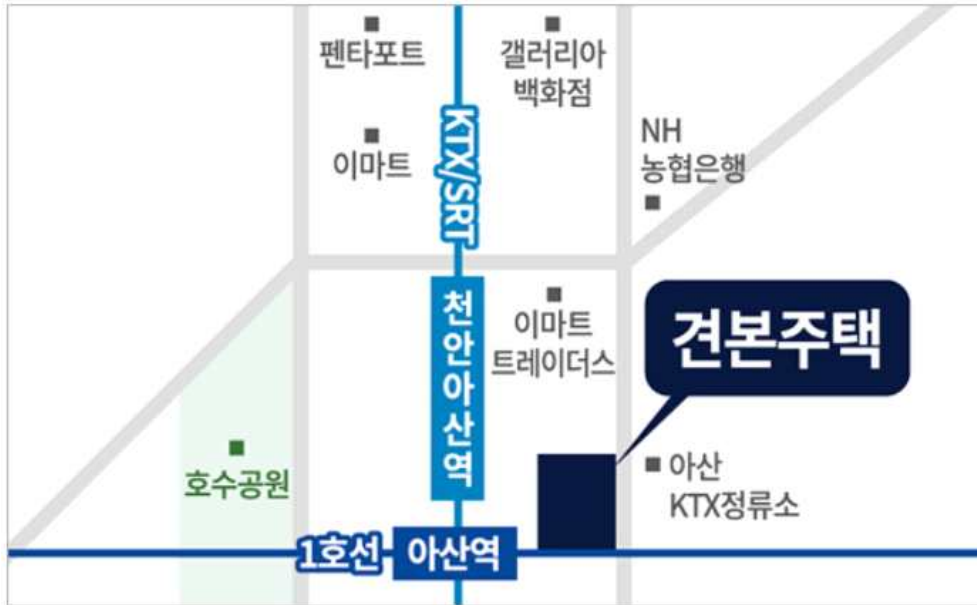 펜타포트
갤러리아
백화점
이마트
KTX/SRT
NH
농협은행
천안아산역
이마트
트레이더스
견본주택
호수공원
아산
KTX정류소
1호선
아산역